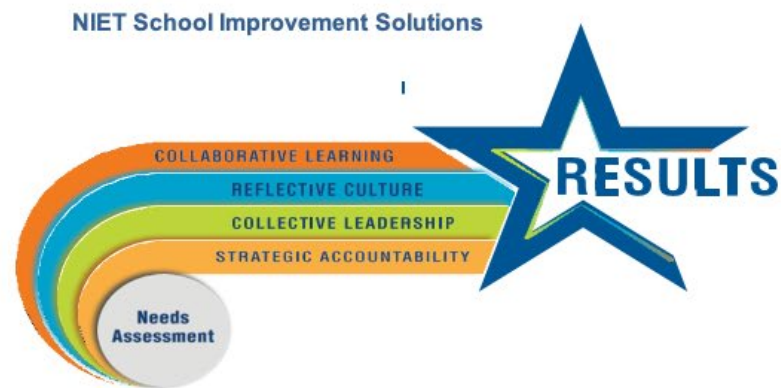 NIET School Improvement Solutions
COLLABORATIVE LEARNING
REFLECTIVE CULTURE
COLLECTIVE LEADERSHIP
STRATEGIC ACCOUNTABILITY
RESULTS
Needs
Assessment